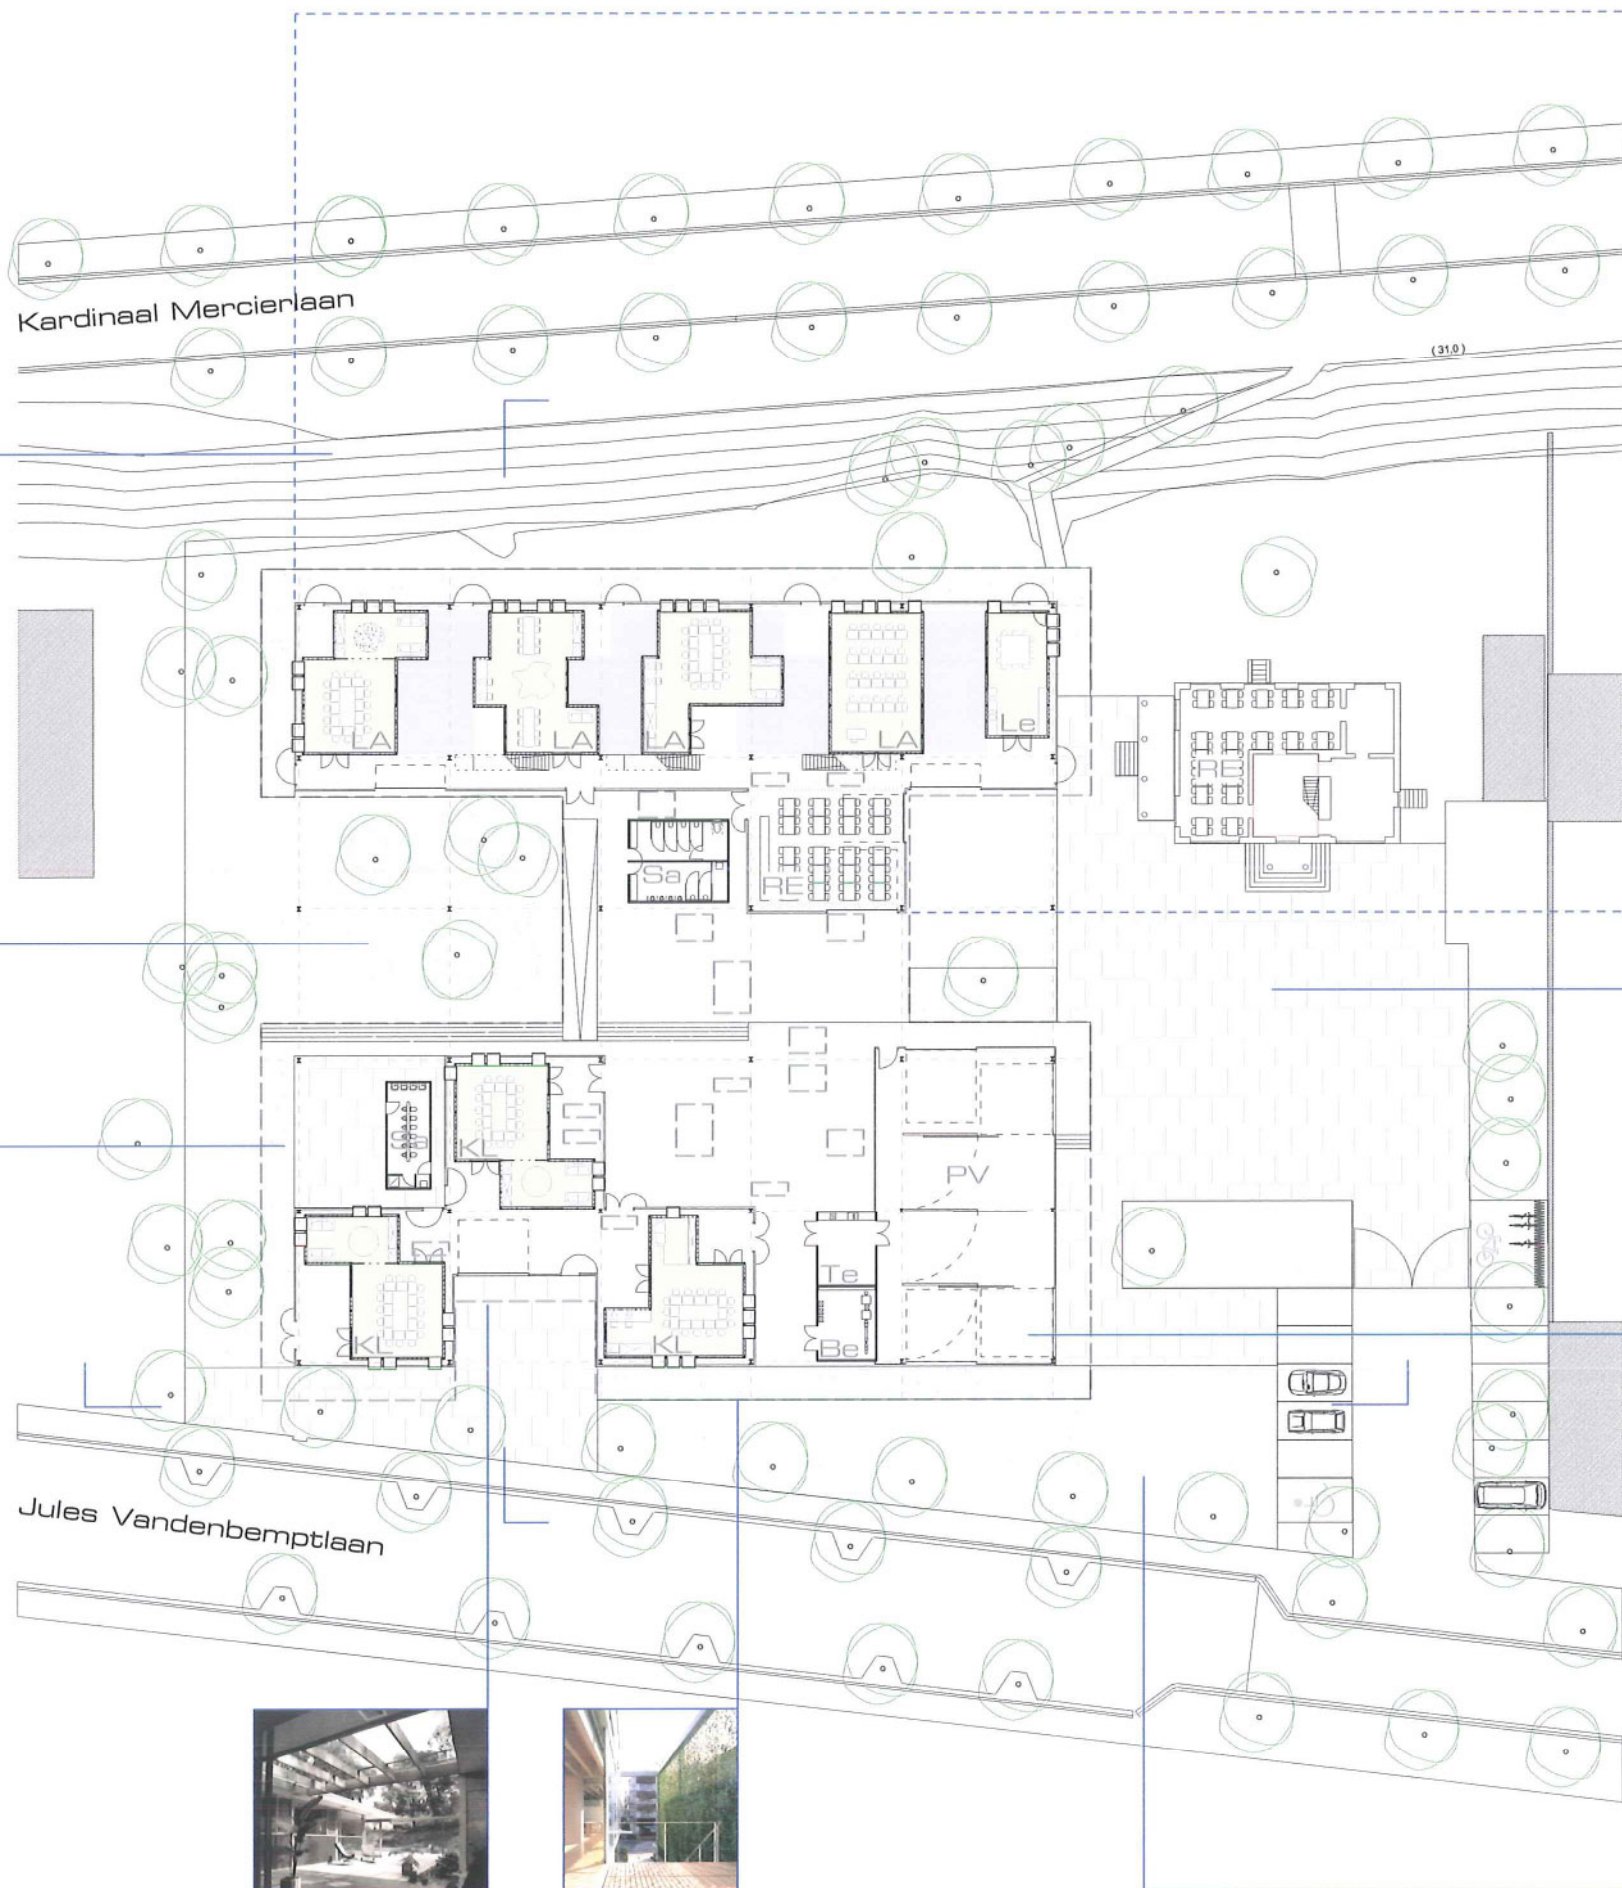 Kardinaal Mercierlaan
(31,0)
LA
LA
LA
LA
Le
RE
Sa
RE
KL
PV
Te
KL
KL
Be
Jules Vandenbemptlaan